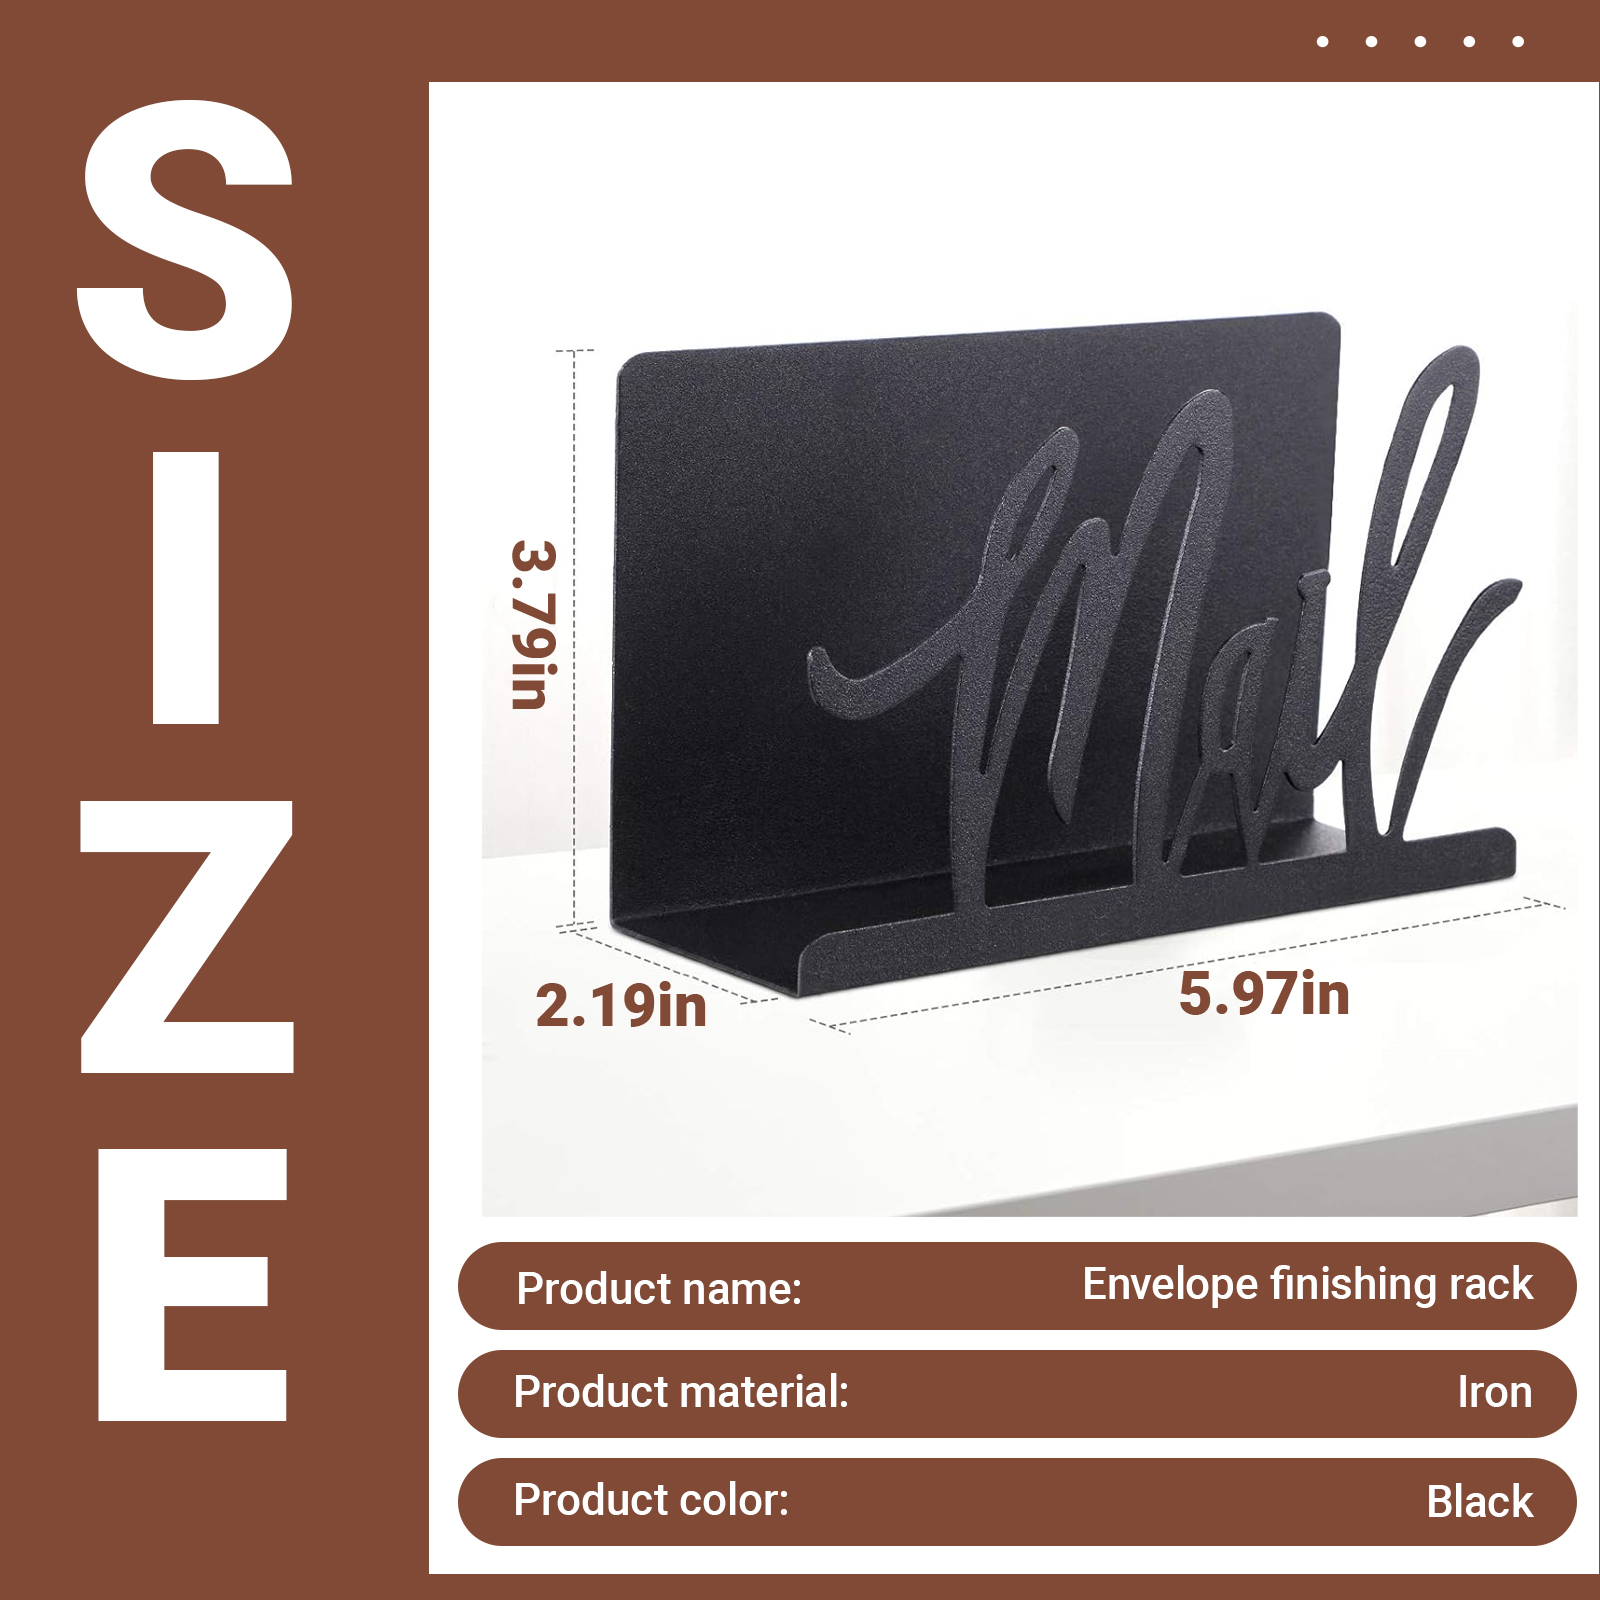 SIZE
3.79in
Mail
2.19in
5.97in
Product name: Envelope finishing rack
Product material: Iron
Product color: Black